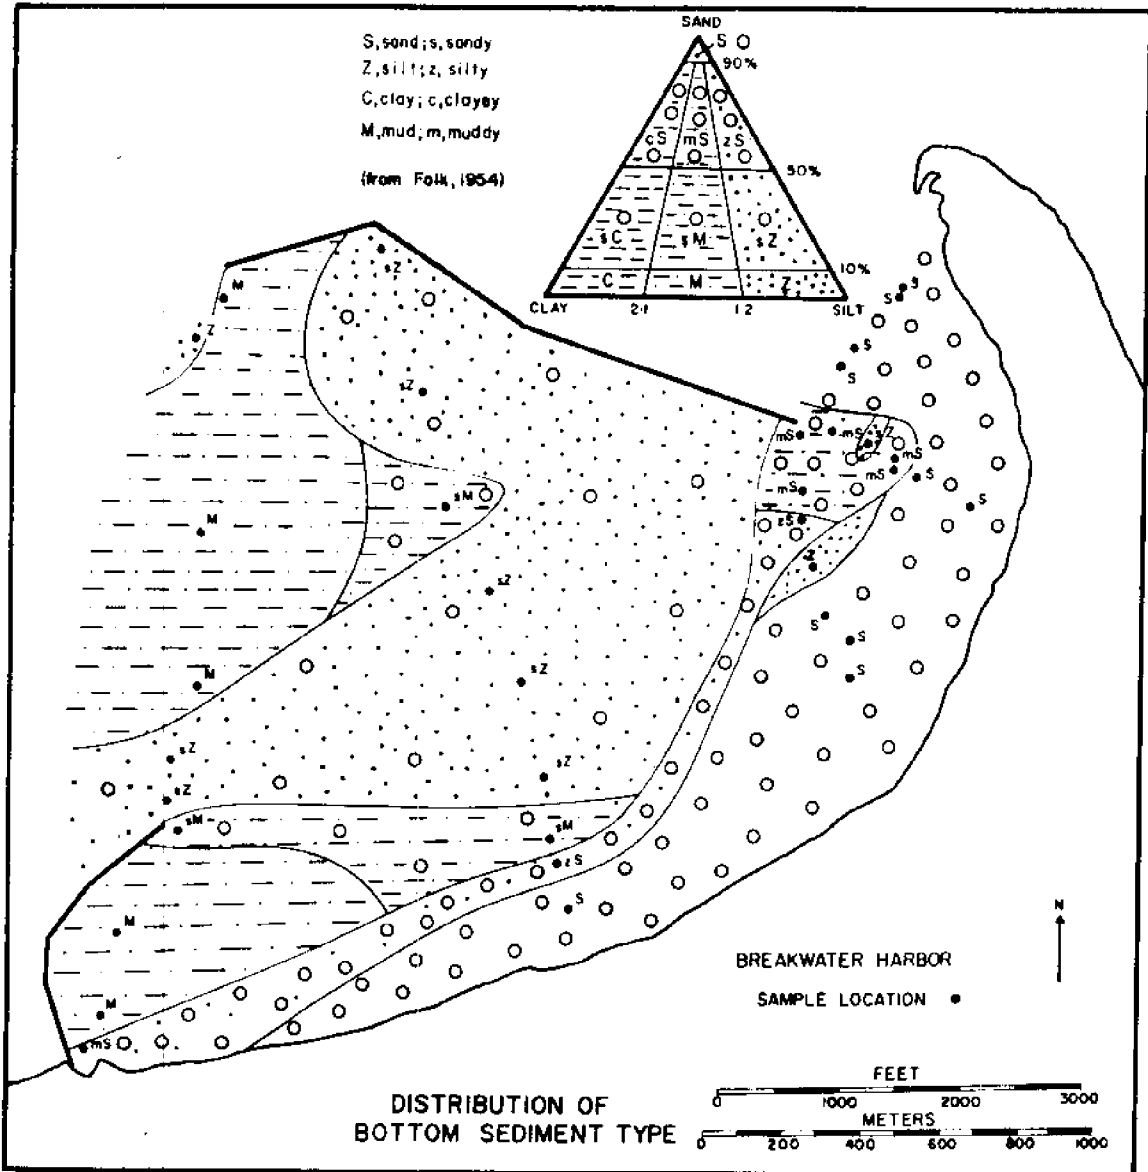 S, sand; s, sandy
Z, silt; z, silty
C, clay; c, clayey
M, mud; m, muddy
(from Folk, 1954)
SAND
S
90%
cS mS zS
50%
sC sM sZ
10%
C M Z
CLAY 2:1 1:2 SILT
sZ
M
Z
S
S
S
S
sZ
mS
mS
sZ
mS
mS
S
S
mS
sM
zS
M
sZ
sZ
S
S
S
M
sZ
sZ
sZ
sZ
sM
sM
zS
S
M
M
mS
N
BREAKWATER HARBOR
SAMPLE LOCATION
DISTRIBUTION OF
BOTTOM SEDIMENT TYPE
FEET
0 1000 2000 3000
METERS
0 200 400 600 800 1000